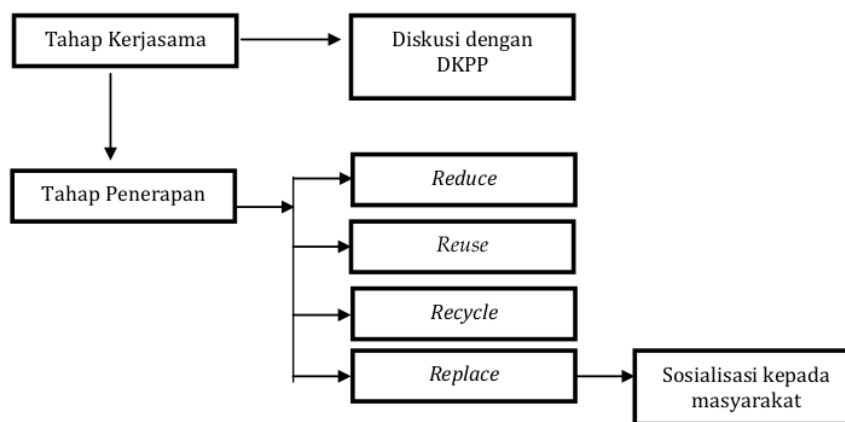 Tahap Kerjasama
Diskusi dengan
DKPP
Tahap Penerapan
Reduce
Reuse
Recycle
Replace
Sosialisasi kepada
masyarakat